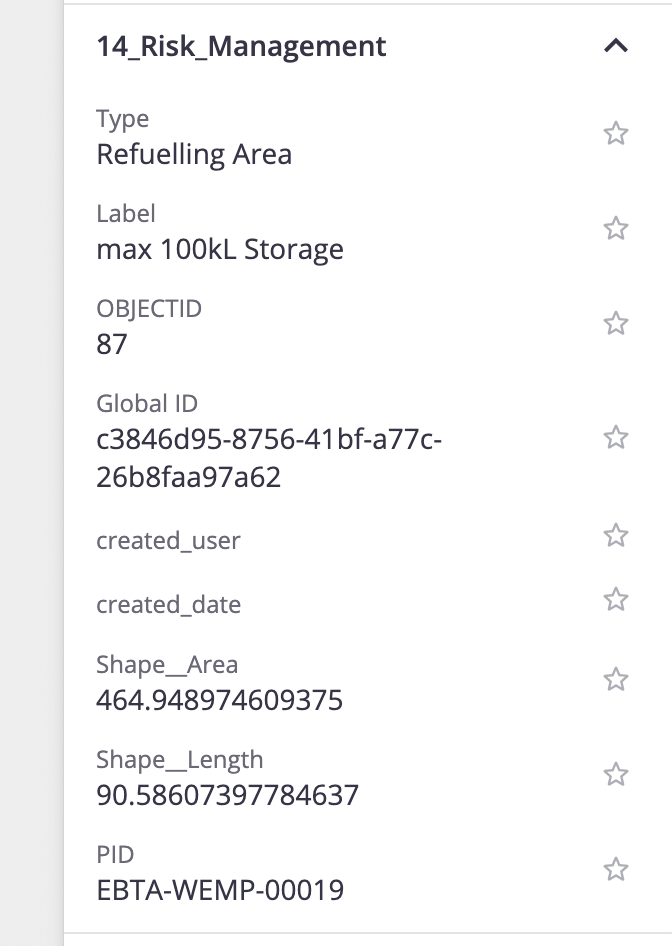 14_Risk_Management
Type
Refuelling Area
Label
max 100kL Storage
OBJECTID
87
Global ID
c3846d95-8756-41bf-a77c-
26b8faa97a62
created_user
created_date
Shape__Area
464.948974609375
Shape__Length
90.58607397784637
PID
EBTA-WEMP-00019